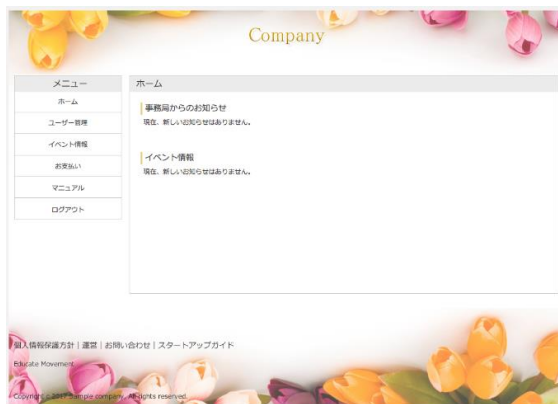 Company
メニュー
ホーム
ユーザー管理
イベント情報
お支払い
マニュアル
ログアウト
ホーム
事務局からのお知らせ
現在、新しいお知らせはありません。
イベント情報
現在、新しいお知らせはありません。
個人情報保護方針｜運営｜お問い合わせ｜スタートアップガイド
Educate Movement
Copyright © 2017 Sample company. All rights reserved.